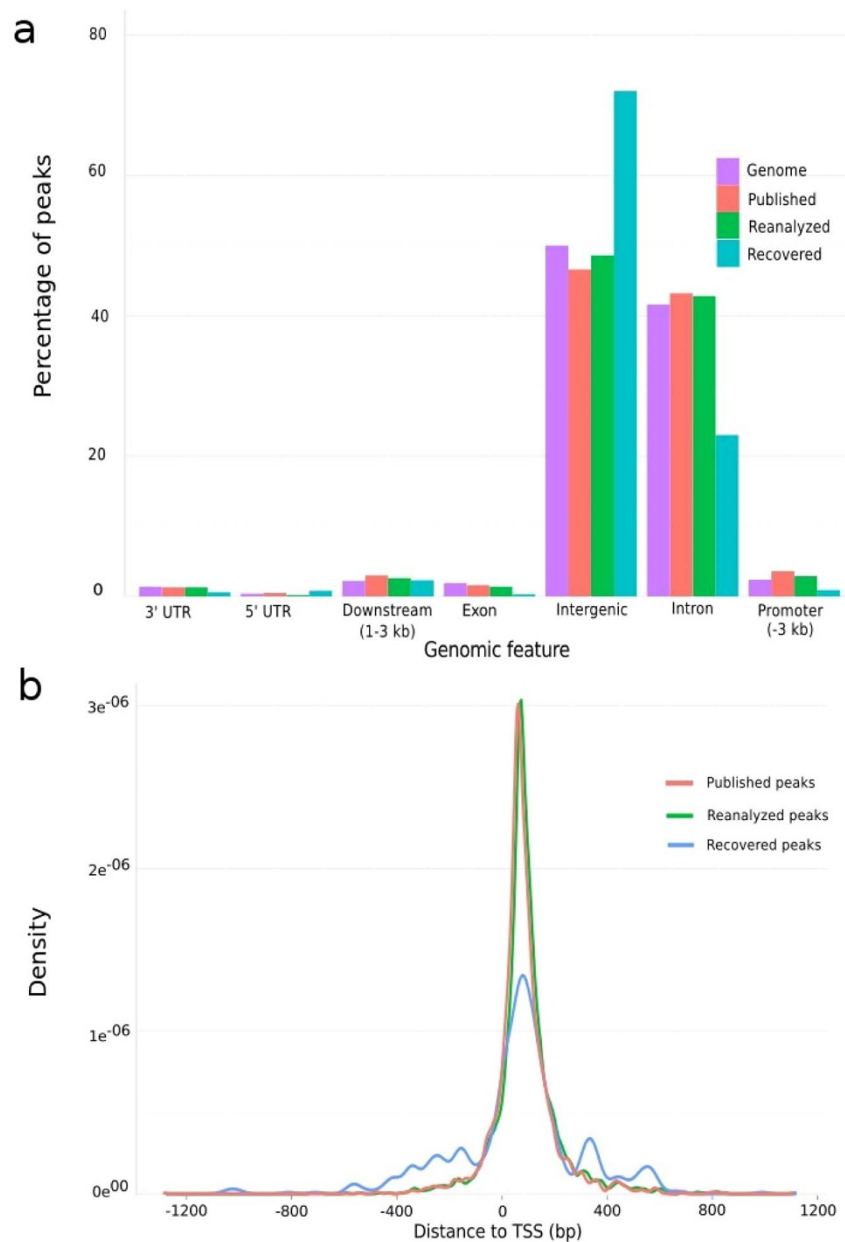 a
80
60
40
20
0
Percentage of peaks
Genome
Published
Reanalyzed
Recovered
3' UTR
5' UTR
Downstream
(1-3 kb)
Exon
Intergenic
Intron
Promoter
(-3 kb)
Genomic feature
b
3e-06
2e-06
1e-06
0e00
Density
Published peaks
Reanalyzed peaks
Recovered peaks
-1200
-800
-400
0
400
800
1200
Distance to TSS (bp)